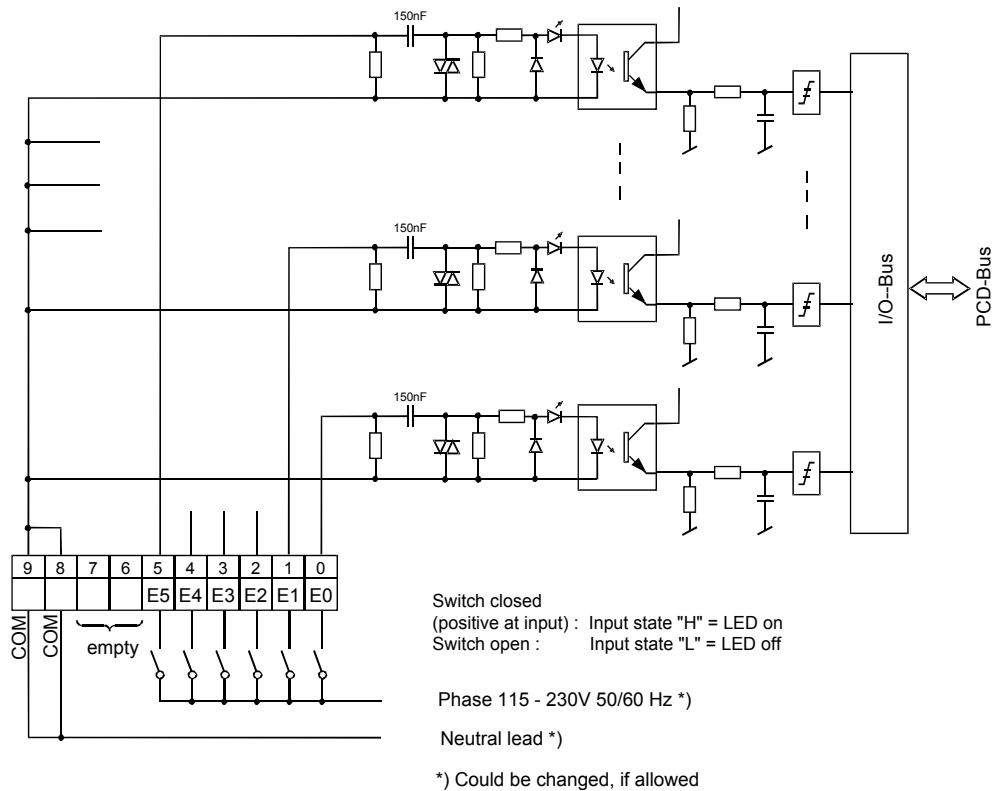 150nF
150nF
150nF
I/O--Bus
PCD-Bus
9 8 7 6 5 4 3 2 1 0
E5 E4 E3 E2 E1 E0
COM
COM
empty
Switch closed
(positive at input) : Input state "H" = LED on
Switch open : Input state "L" = LED off
Phase 115 - 230V 50/60 Hz *)
Neutral lead *)
*) Could be changed, if allowed